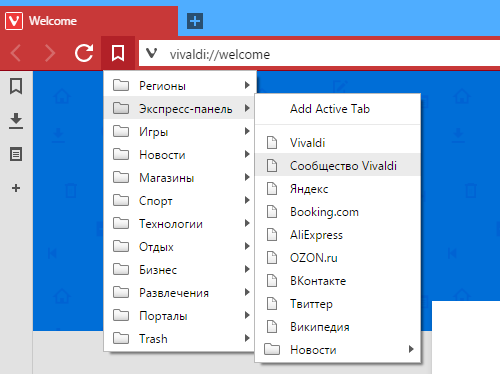 Welcome
vivaldi://welcome
Регионы
Экспресс-панель
Игры
Новости
Магазины
Спорт
Технологии
Отдых
Бизнес
Развлечения
Порталы
Trash
Add Active Tab
Vivaldi
Сообщество Vivaldi
Яндекс
Booking.com
AliExpress
OZON.ru
ВКонтакте
Твиттер
Википедия
Новости